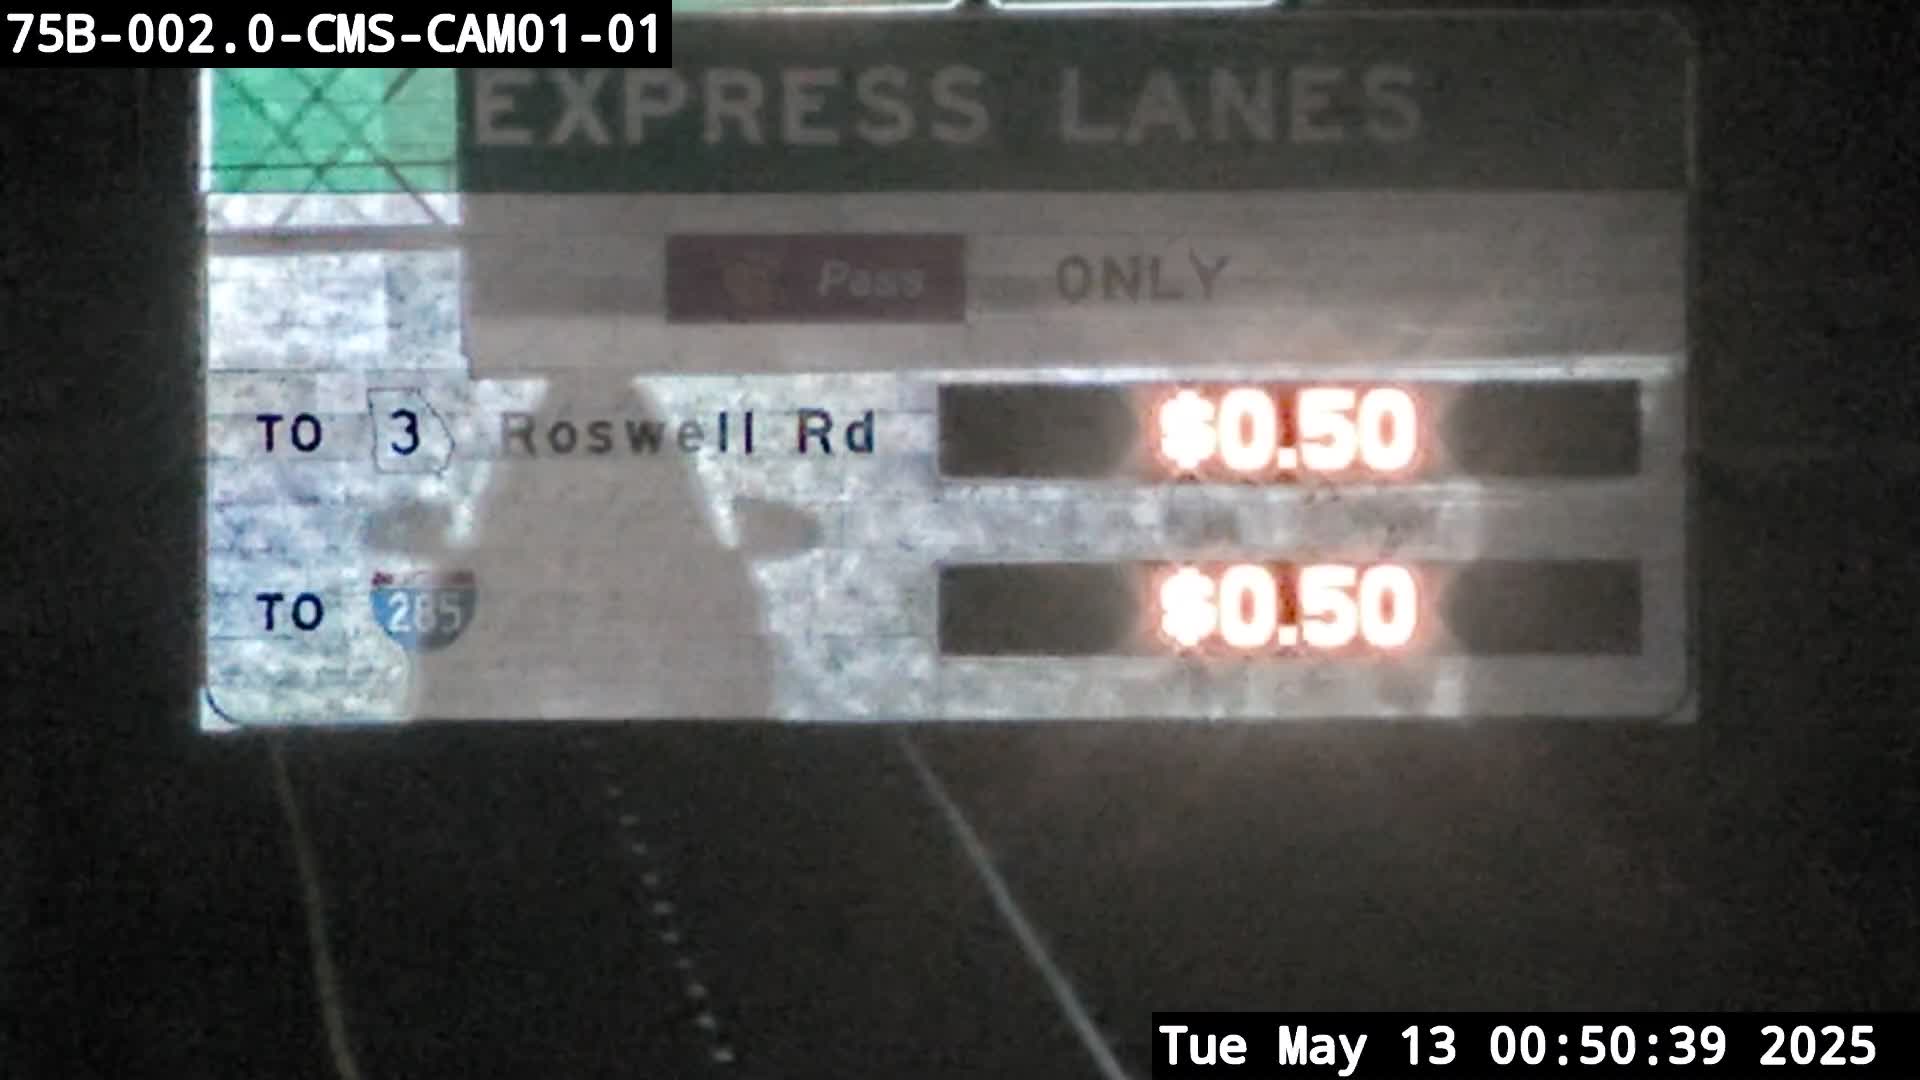 75B-002.0-CMS-CAM01-01
EXPRESS LANES
Pass ONLY
TO 3 Roswell Rd $0.50
TO 285 $0.50
Tue May 13 00:50:39 2025